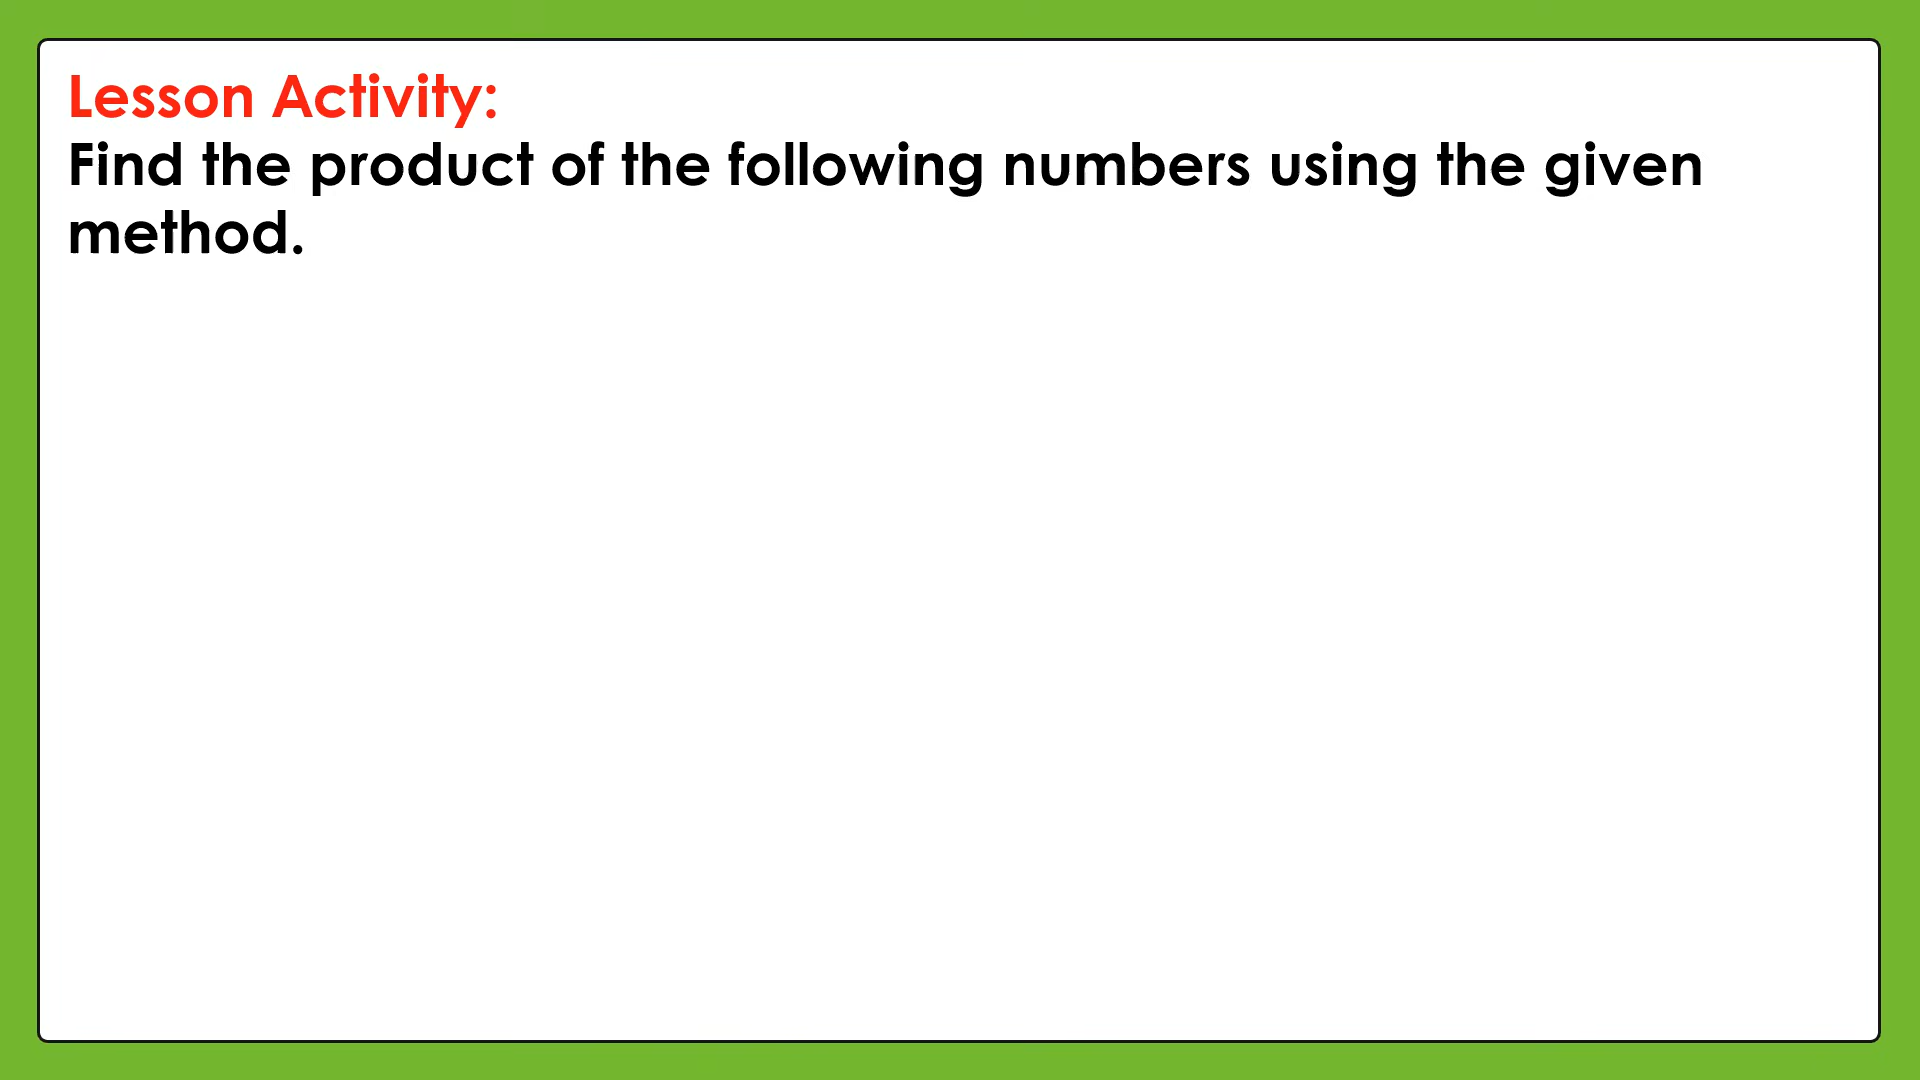 Lesson Activity:
Find the product of the following numbers using the given
method.